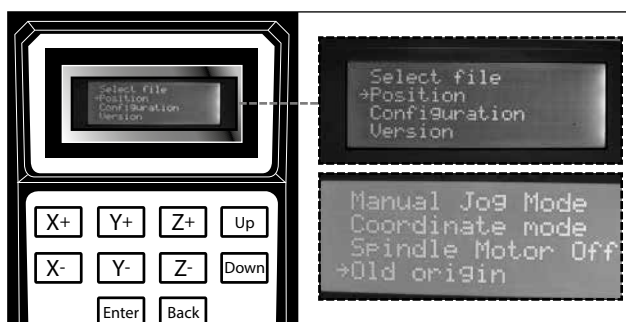 Select file
→Position
Configuration
Version
Select file
→Position
Configuration
Version
Manual Jog Mode
Coordinate mode
Spindle Motor Off
→Old origin
X+ Y+ Z+ Up
X- Y- Z- Down
Enter Back